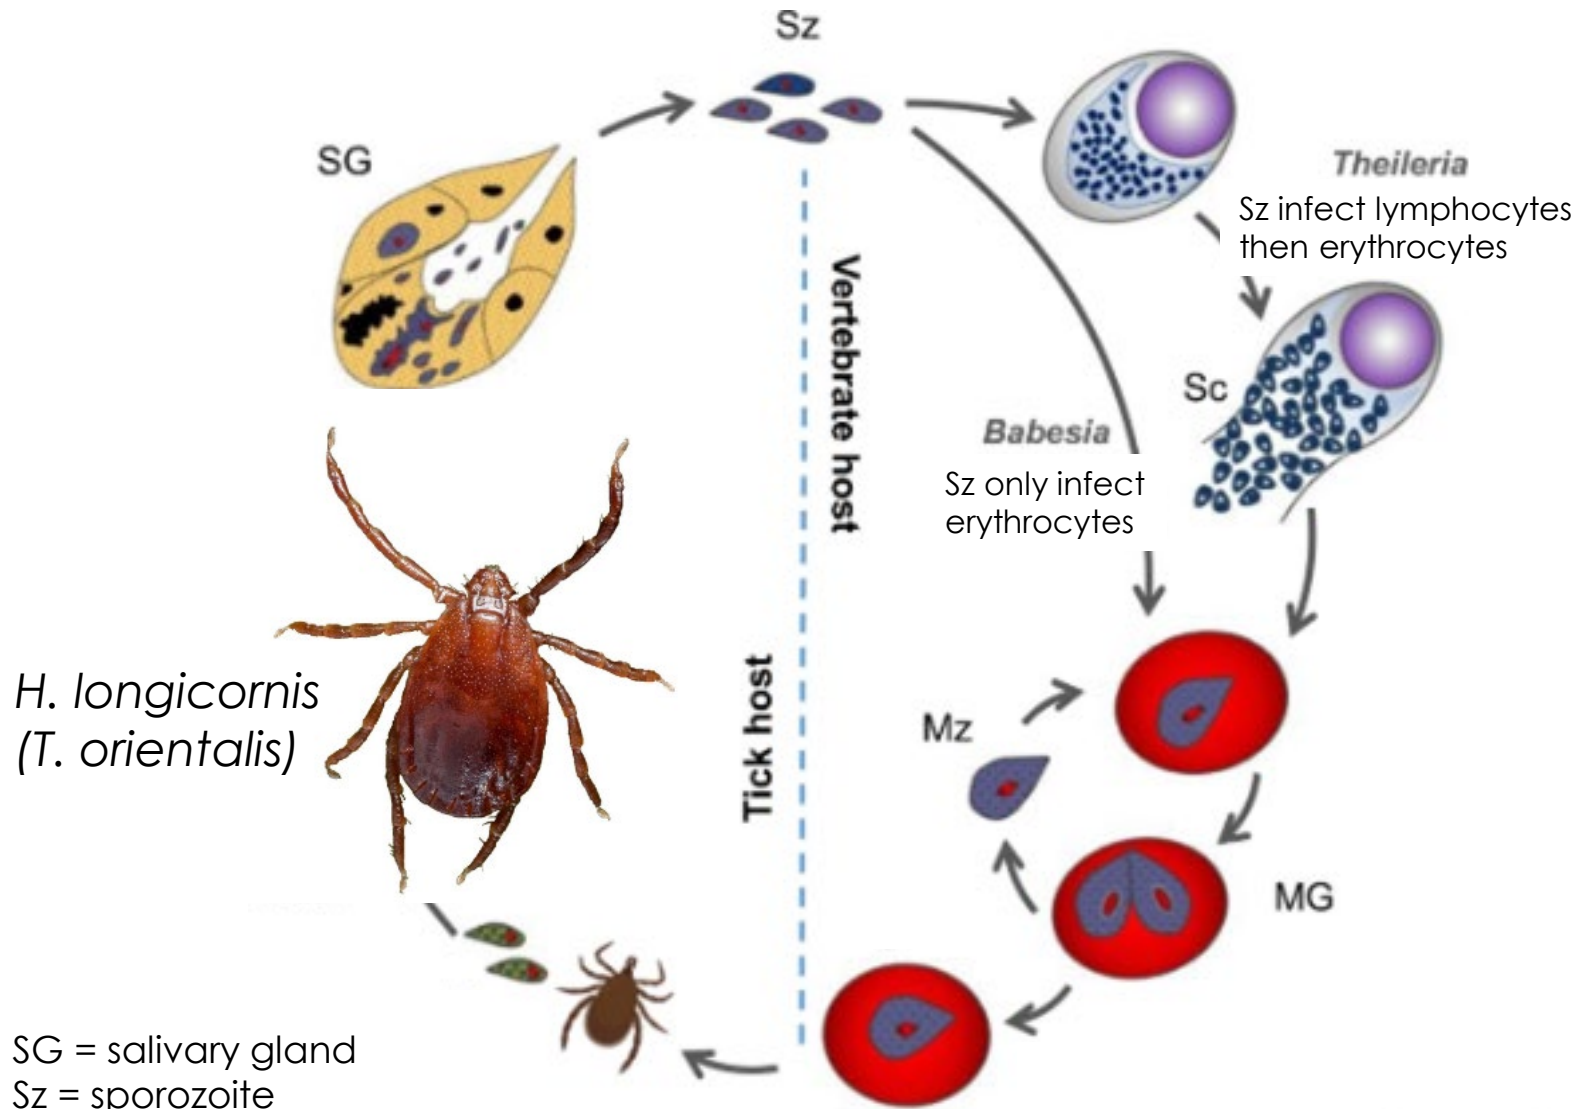 Sz
SG
Theileria
Sz infect lymphocytes
then erythrocytes
Vertebrate host
Sc
Babesia
Sz only infect
erythrocytes
H. longicornis
(T. orientalis)
Tick host
Mz
MG
SG = salivary gland
Sz = sporozoite